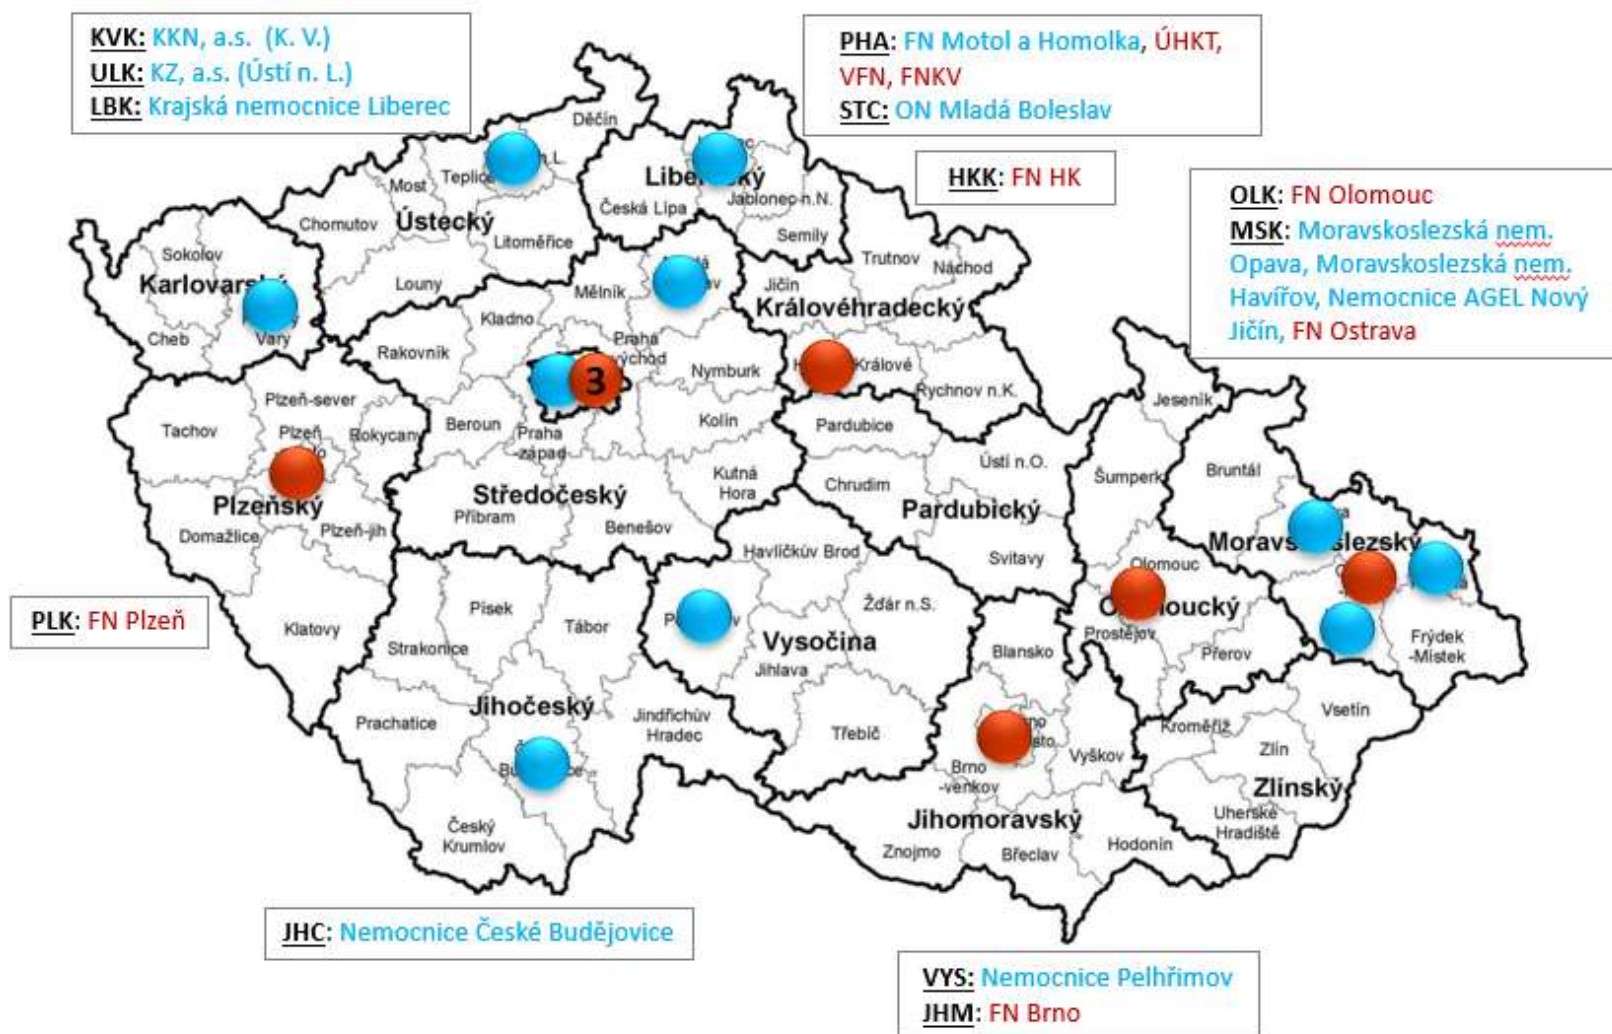 KVK: KKN, a.s. (K. V.)
ULK: KZ, a.s. (Ústí n. L.)
LBK: Krajská nemocnice Liberec
PHA: FN Motol a Homolka, ÚHKT,
VFN, FNKV
STC: ON Mladá Boleslav
HKK: FN HK
OLK: FN Olomouc
MSK: Moravskoslezská nem.
Opava, Moravskoslezská nem.
Havířov, Nemocnice AGEL Nový
Jičín, FN Ostrava
Děčín
Teplice
n.L.
Most
Chomutov
Ústecký
Litoměřice
Louny
Liberecký
Česká Lípa
Jablonec n.N.
Semily
Sokolov
Karlovarský
Cheb
Vary
Trutnov
Náchod
Jičín
Královéhradecký
Králové
Rychnov n.K.
Mělník
Kladno
Rakovník
Praha
východ
3
Nymburk
Beroun
Praha
-západ
Kolín
Kutná
Hora
Středočeský
Příbram
Benešov
Plzeň-sever
Tachov
Plzeň
Rokycany
Plzeňský
Domažlice
Plzeň-jih
Klatovy
Pardubice
Ústí n.O.
Chrudim
Pardubický
Svitavy
Jeseník
Šumperk
Bruntál
Moravskoslezský
Olomouc
Olomoucký
Prostějov
Přerov
Frýdek
-Místek
Havlíčkův Brod
Žďár n.S.
Vysočina
Jihlava
Třebíč
Písek
Tábor
Strakonice
Jihočeský
Prachatice
Jindřichův
Hradec
Český
Krumlov
Blansko
Vyškov
Brno
-venkov
Jihomoravský
Znojmo
Břeclav
Hodonín
Kroměříž
Vsetín
Zlín
Zlínský
Uherské
Hradiště
PLK: FN Plzeň
JHC: Nemocnice České Budějovice
VYS: Nemocnice Pelhřimov
JHM: FN Brno